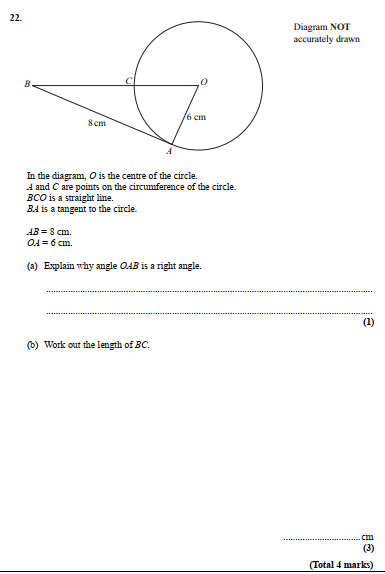 22.
Diagram NOT
accurately drawn
B
C
O
8 cm
6 cm
A
In the diagram, O is the centre of the circle.
A and C are points on the circumference of the circle.
BCO is a straight line.
BA is a tangent to the circle.
AB = 8 cm.
OA = 6 cm.
(a) Explain why angle OAB is a right angle.
(1)
(b) Work out the length of BC.
..............................cm
(3)
(Total 4 marks)